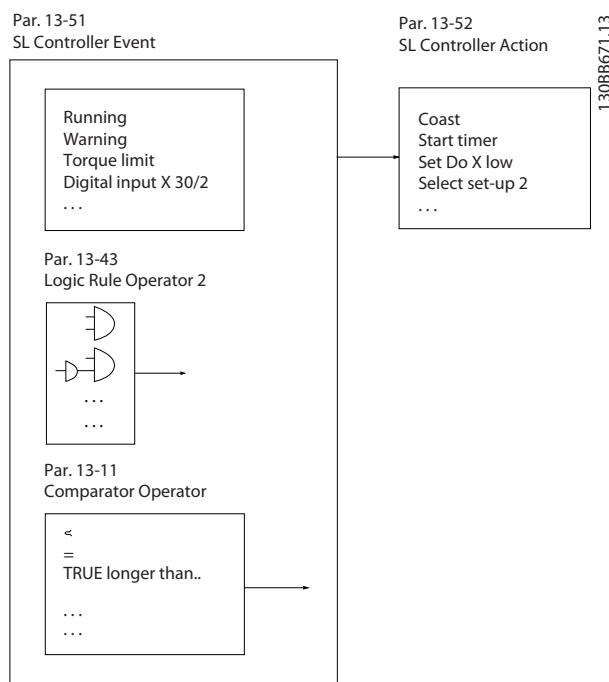 Par. 13-51
SL Controller Event
Par. 13-52
SL Controller Action
130BB671.13
Running
Warning
Torque limit
Digital input X 30/2
. . .
Coast
Start timer
Set Do X low
Select set-up 2
. . .
Par. 13-43
Logic Rule Operator 2
. . .
. . .
Par. 13-11
Comparator Operator
=
TRUE longer than..
. . .
. . .